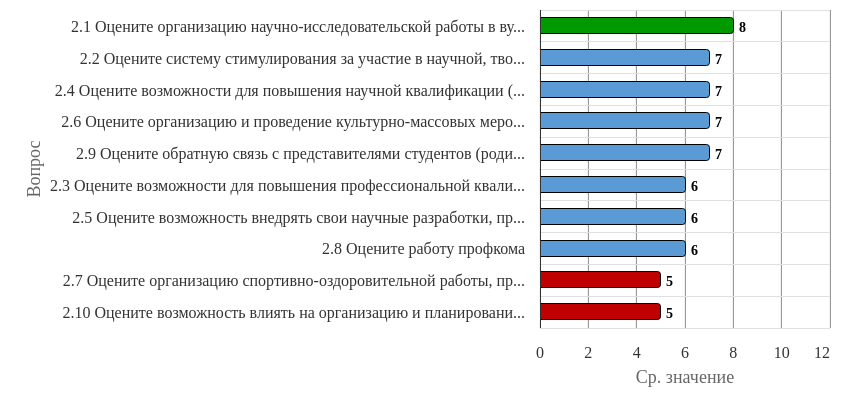 2.1 Оцените организацию научно-исследовательской работы в ву... 8
2.2 Оцените систему стимулирования за участие в научной, тво... 7
2.4 Оцените возможности для повышения научной квалификации (... 7
2.6 Оцените организацию и проведение культурно-массовых меро... 7
2.9 Оцените обратную связь с представителями студентов (роди... 7
2.3 Оцените возможности для повышения профессиональной квали... 6
2.5 Оцените возможность внедрять свои научные разработки, пр... 6
2.8 Оцените работу профкома 6
2.7 Оцените организацию спортивно-оздоровительной работы, пр... 5
2.10 Оцените возможность влиять на организацию и планировани... 5
Вопрос
0 2 4 6 8 10 12
Ср. значение